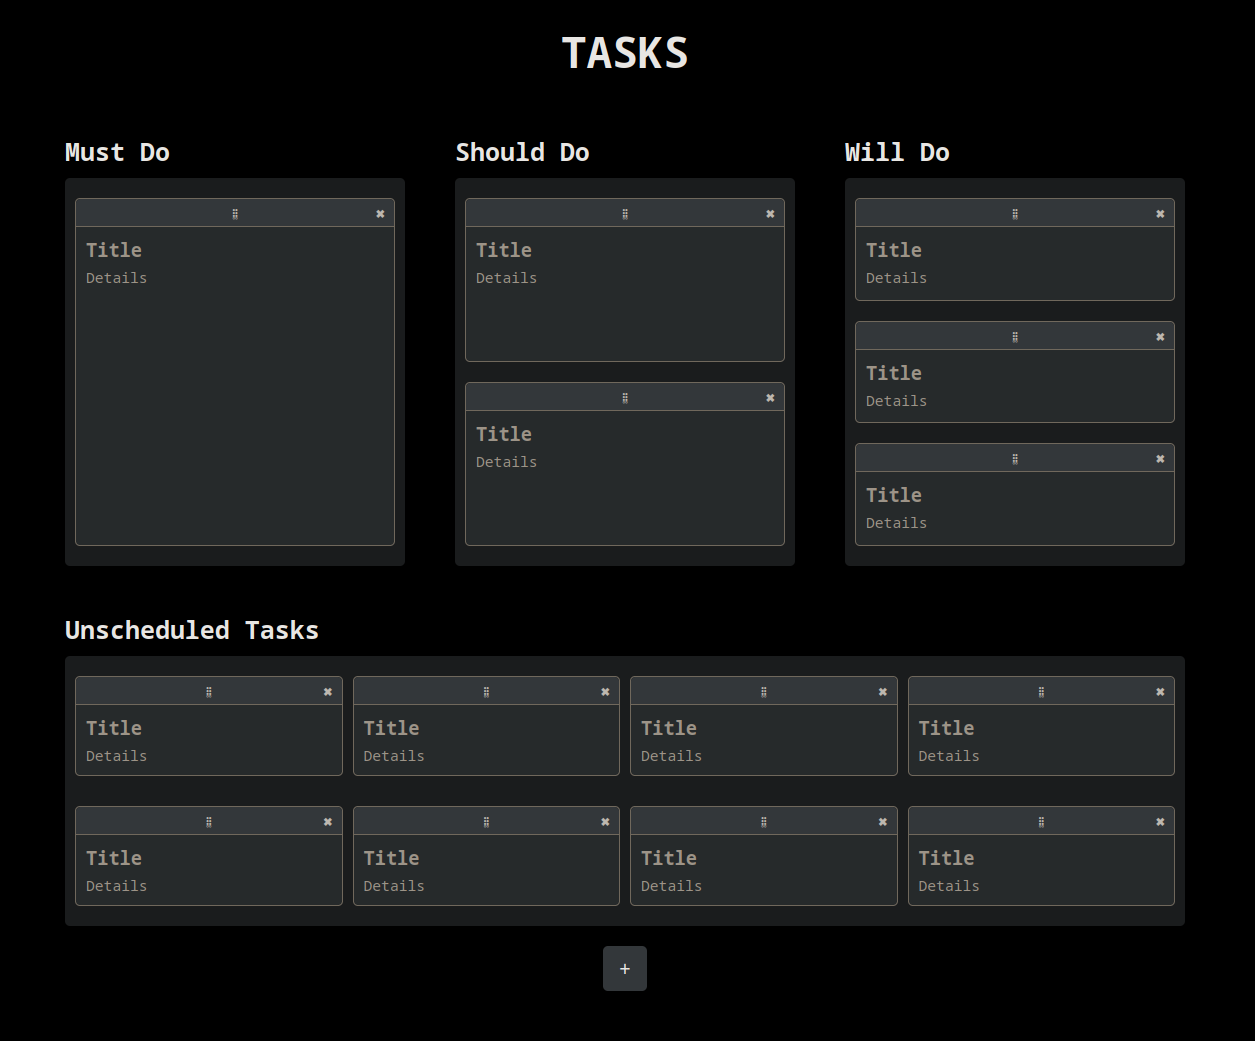 TASKS
Must Do
Should Do
Will Do
⣿ ✖
Title
Details
⣿ ✖
Title
Details
⣿ ✖
Title
Details
⣿ ✖
Title
Details
⣿ ✖
Title
Details
⣿ ✖
Title
Details
Unscheduled Tasks
⣿ ✖
Title
Details
⣿ ✖
Title
Details
⣿ ✖
Title
Details
⣿ ✖
Title
Details
⣿ ✖
Title
Details
⣿ ✖
Title
Details
⣿ ✖
Title
Details
⣿ ✖
Title
Details
+